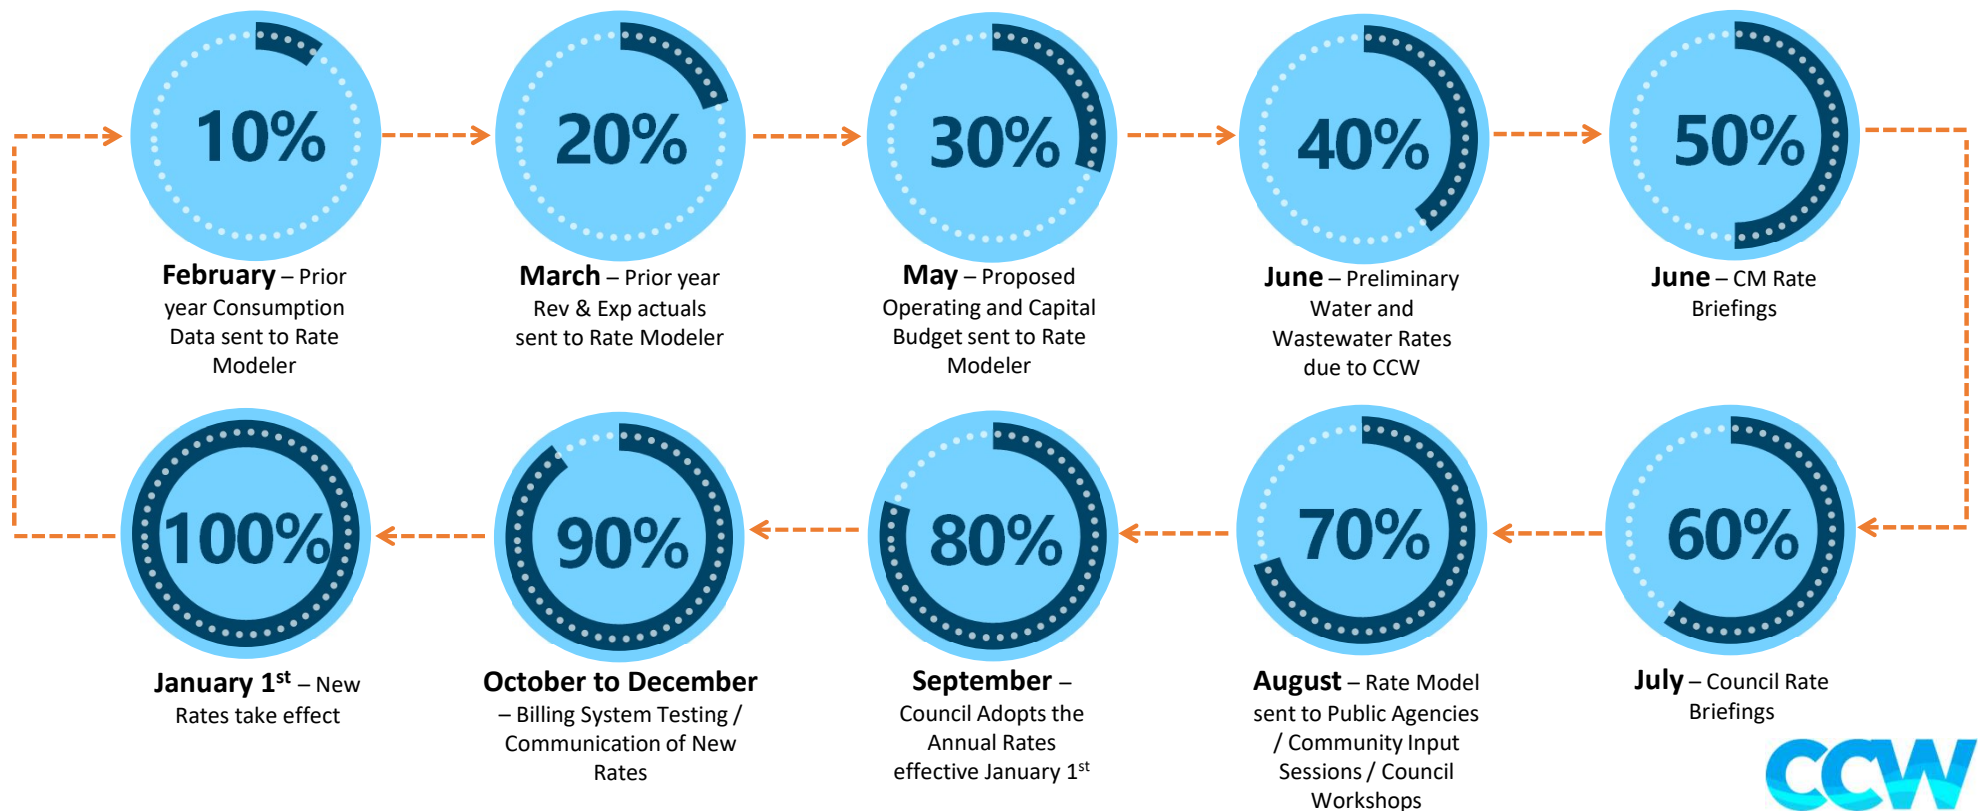 10%
February – Prior
year Consumption
Data sent to Rate
Modeler
20%
March – Prior year
Rev & Exp actuals
sent to Rate Modeler
30%
May – Proposed
Operating and Capital
Budget sent to Rate
Modeler
40%
June – Preliminary
Water and
Wastewater Rates
due to CCW
50%
June – CM Rate
Briefings
60%
July – Council Rate
Briefings
70%
August – Rate Model
sent to Public Agencies
/ Community Input
Sessions / Council
Workshops
80%
September –
Council Adopts the
Annual Rates
effective January 1st
90%
October to December
– Billing System Testing /
Communication of New
Rates
100%
January 1st – New
Rates take effect
CCW